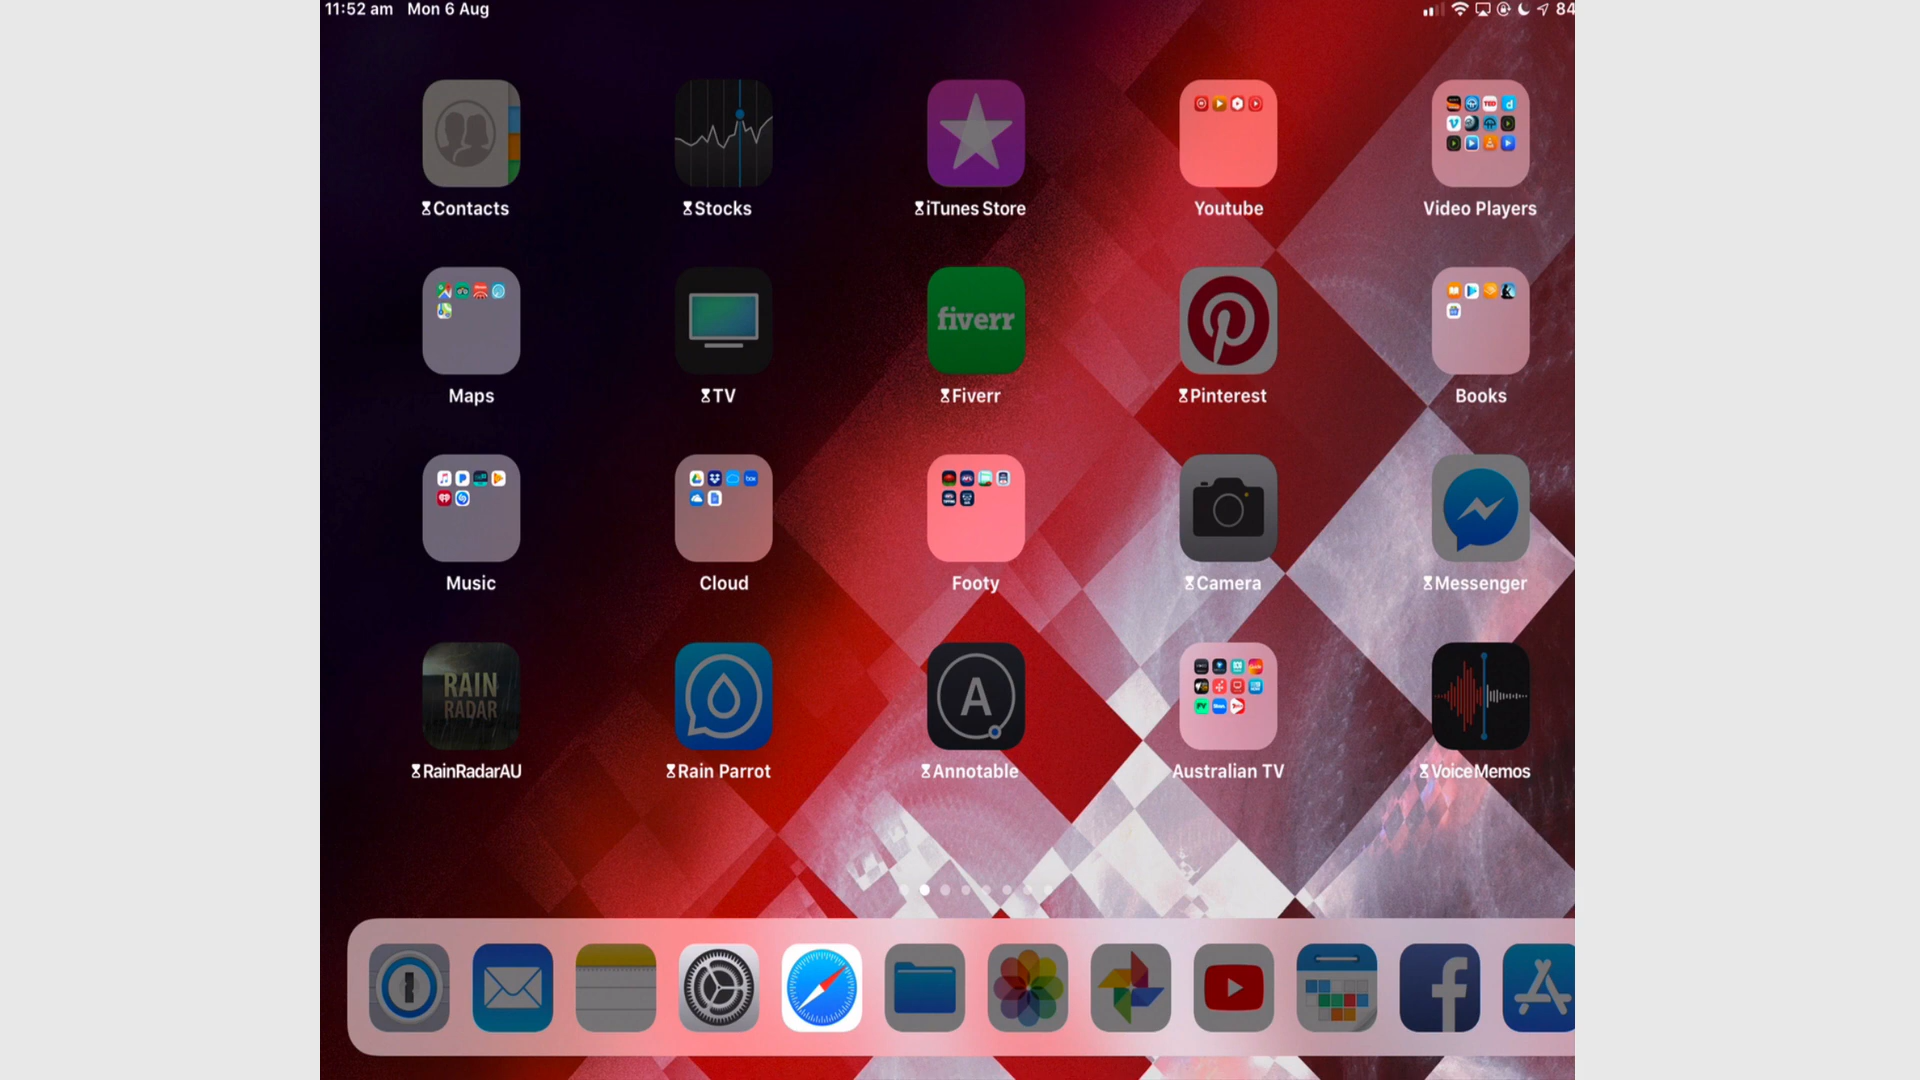 11:52 am Mon 6 Aug
84
Contacts
Stocks
iTunes Store
Youtube
Video Players
TED
Maps
fiverr
TV
Fiverr
Pinterest
Books
Music
Cloud
Footy
Camera
Messenger
RAIN
RADAR
A
RainRadarAU
Rain Parrot
Annotable
Australian TV
VoiceMemos